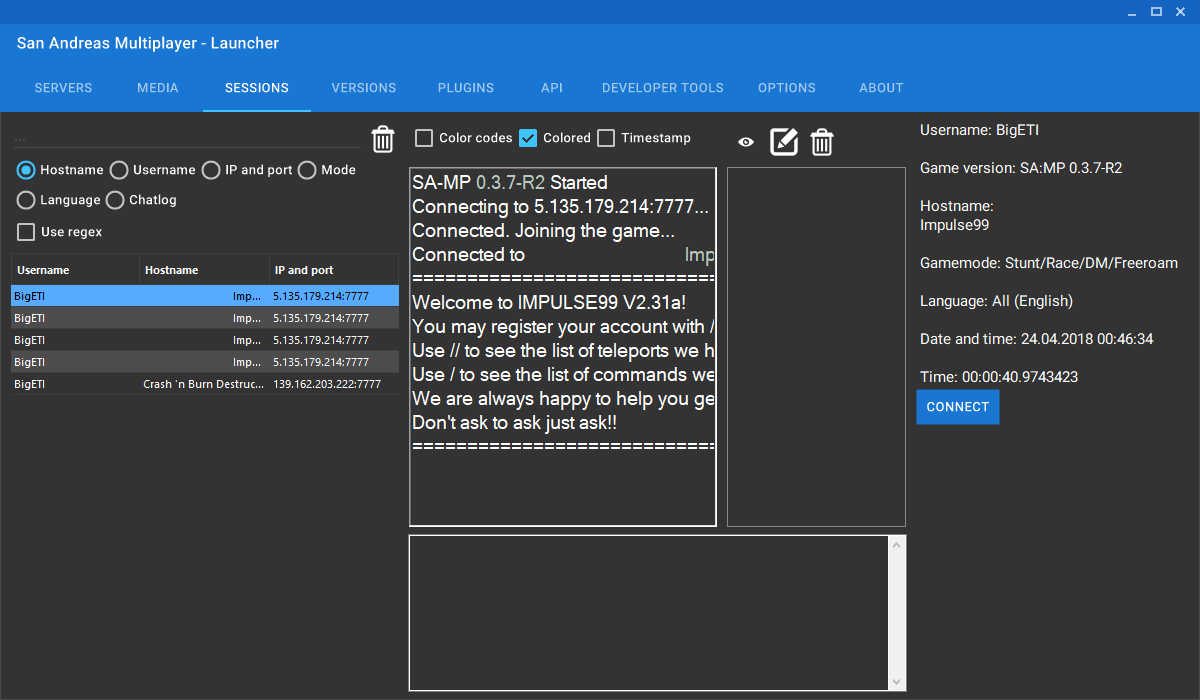 San Andreas Multiplayer - Launcher
SERVERS MEDIA SESSIONS VERSIONS PLUGINS API DEVELOPER TOOLS OPTIONS ABOUT
...
Hostname Username IP and port Mode
Language Chatlog
Use regex
Username Hostname IP and port
BigETI Imp... 5.135.179.214:7777
BigETI Imp... 5.135.179.214:7777
BigETI Imp... 5.135.179.214:7777
BigETI Imp... 5.135.179.214:7777
BigETI Crash 'n Burn Destruc... 139.162.203.222:7777
Color codes Colored Timestamp
SA-MP 0.3.7-R2 Started
Connecting to 5.135.179.214:7777...
Connected. Joining the game...
Connected to Imp
============================
Welcome to IMPULSE99 V2.31a!
You may register your account with /
Use // to see the list of teleports we h
Use / to see the list of commands we
We are always happy to help you ge
Don't ask to ask just ask!!
============================
Username: BigETI
Game version: SA:MP 0.3.7-R2
Hostname:
Impulse99
Gamemode: Stunt/Race/DM/Freeroam
Language: All (English)
Date and time: 24.04.2018 00:46:34
Time: 00:00:40.9743423
CONNECT